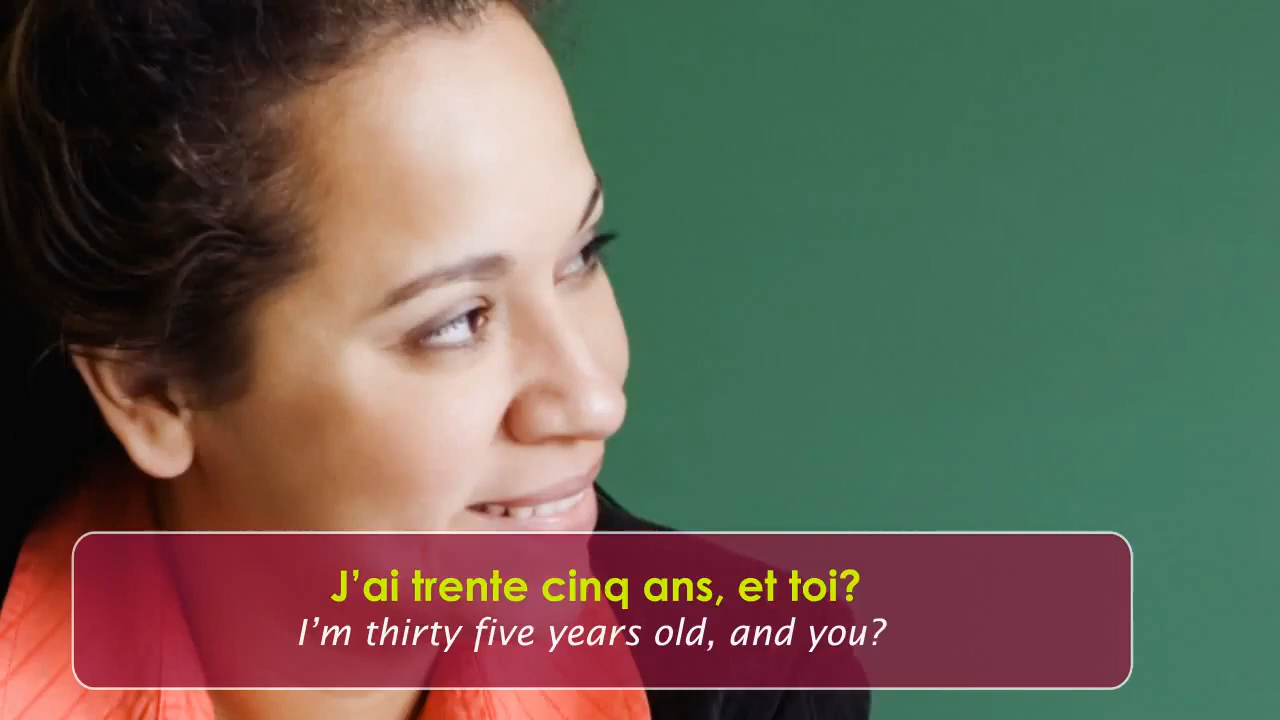 J’ai trente cinq ans, et toi?
I’m thirty five years old, and you?